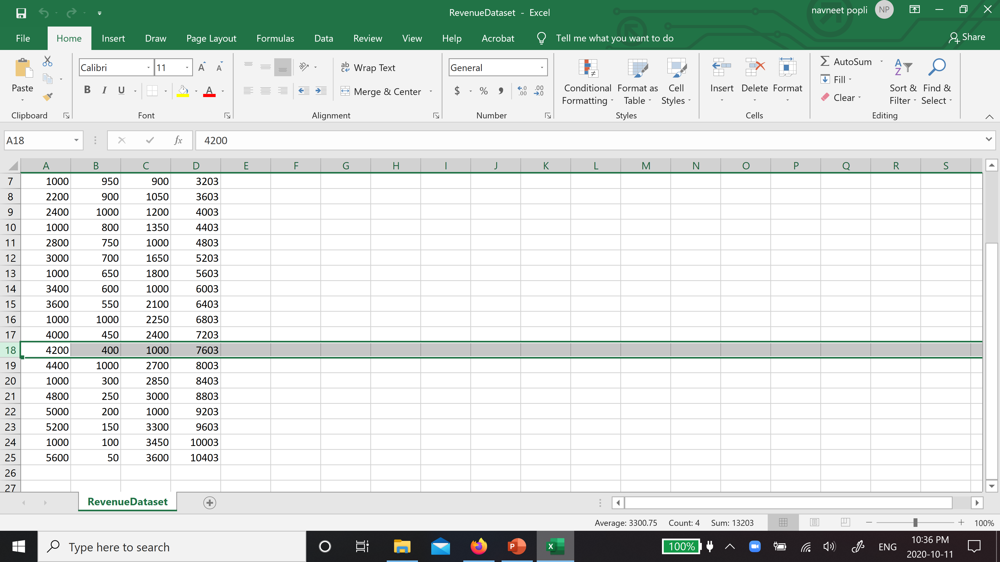 RevenueDataset - Excel
navneet popli NP
File Home Insert Draw Page Layout Formulas Data Review View Help Acrobat Tell me what you want to do Share
Paste
Clipboard
Calibri 11 A A
B I U A
Font
ab Wrap Text
Merge & Center
Alignment
General
$ % , .0 .00 .00 .0
Number
Conditional Formatting
Format as Table
Cell Styles
Styles
Insert Delete Format
Cells
AutoSum
Fill
Clear
Sort & Filter
Find & Select
Editing
A18 fx 4200
A B C D E F G H I J K L M N O P Q R S
7 1000 950 900 3203
8 2200 900 1050 3603
9 2400 1000 1200 4003
10 1000 800 1350 4403
11 2800 750 1000 4803
12 3000 700 1650 5203
13 1000 650 1800 5603
14 3400 600 1000 6003
15 3600 550 2100 6403
16 1000 1000 2250 6803
17 4000 450 2400 7203
18 4200 400 1000 7603
19 4400 1000 2700 8003
20 1000 300 2850 8403
21 4800 250 3000 8803
22 5000 200 1000 9203
23 5200 150 3300 9603
24 1000 100 3450 10003
25 5600 50 3600 10403
26
27
RevenueDataset
Average: 3300.75 Count: 4 Sum: 13203 100%
Type here to search
100% ENG 10:36 PM
2020-10-11